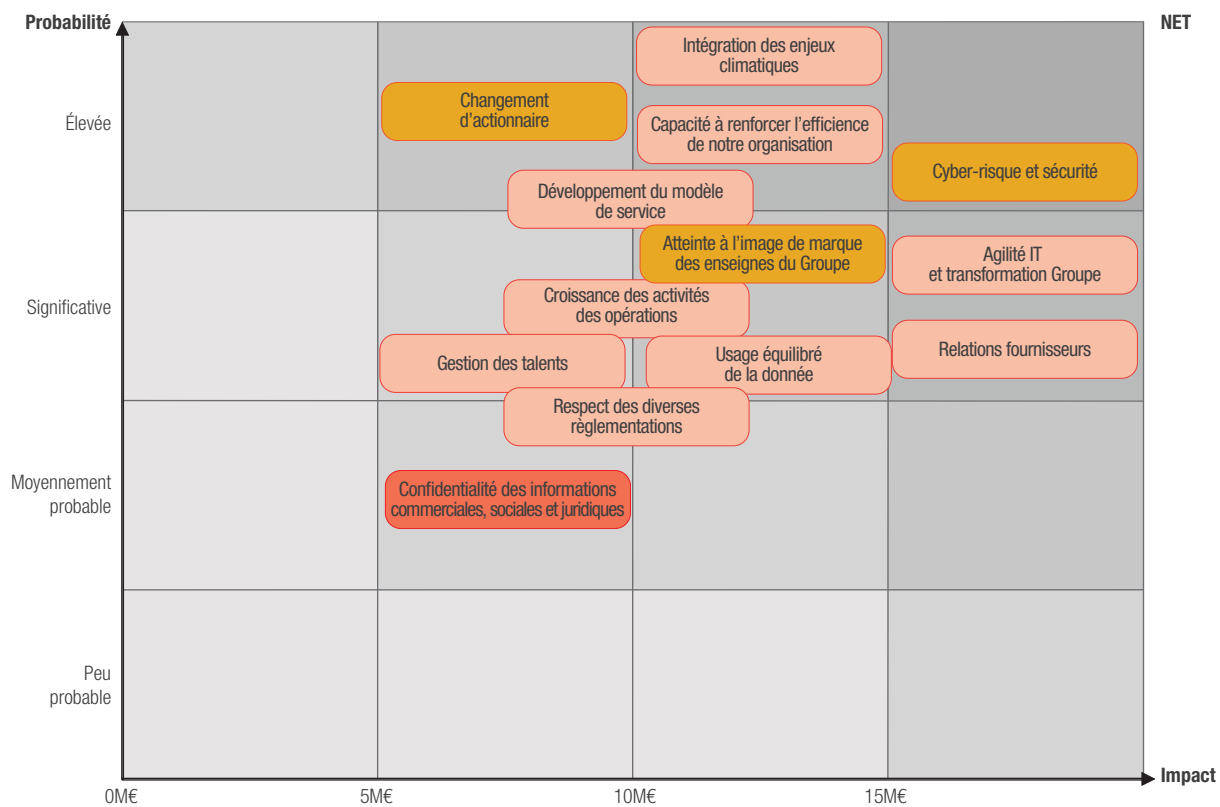 Probabilité
NET
Intégration des enjeux
climatiques
Changement
d'actionnaire
Élevée
Capacité à renforcer l'efficience
de notre organisation
Cyber-risque et sécurité
Développement du modèle
de service
Atteinte à l'image de marque
des enseignes du Groupe
Agilité IT
et transformation Groupe
Significative
Croissance des activités
des opérations
Gestion des talents
Usage équilibré
de la donnée
Relations fournisseurs
Respect des diverses
règlementations
Moyennement
probable
Confidentialité des informations
commerciales, sociales et juridiques
Peu
probable
Impact
0M€
5M€
10M€
15M€